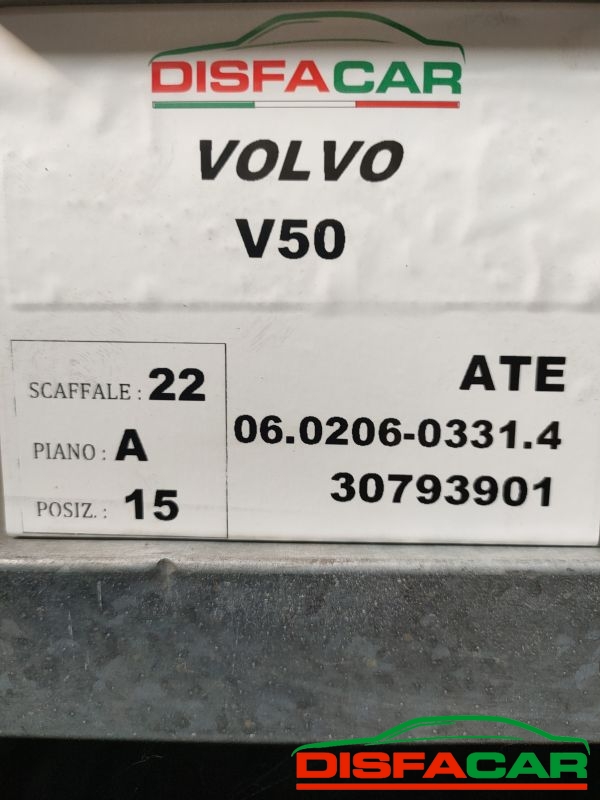 DISFACAR
VOLVO
V50
SCAFFALE : 22
PIANO : A
POSIZ. : 15
ATE
06.0206-0331.4
30793901
DISFACAR